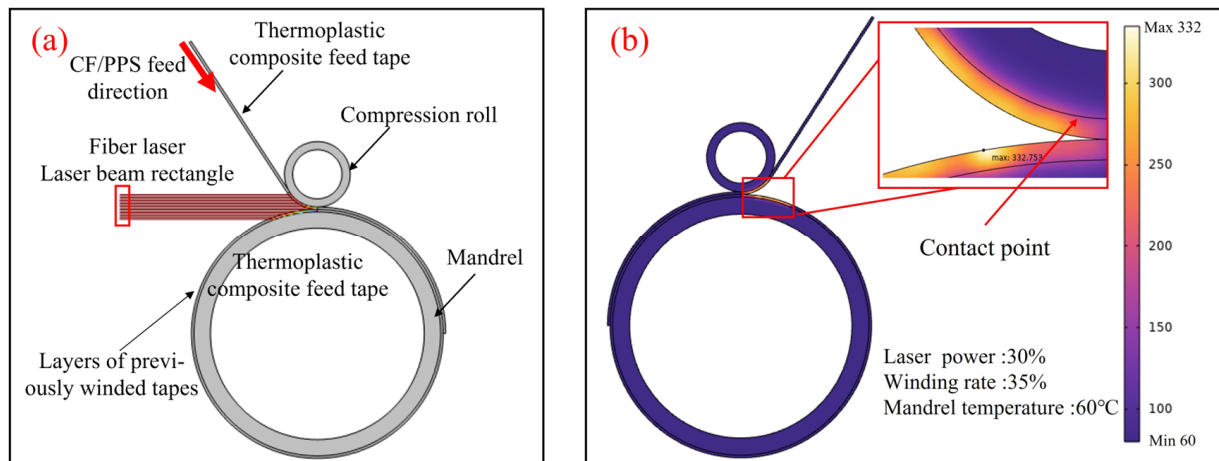 (a)
CF/PPS feed
direction
Thermoplastic
composite feed tape
Compression roll
Fiber laser
Laser beam rectangle
Thermoplastic
composite feed tape
Mandrel
Layers of previ-
ously winded tapes
(b)
max: 332.753
Contact point
Laser power :30%
Winding rate :35%
Mandrel temperature :60℃
Max 332
300
250
200
150
100
Min 60